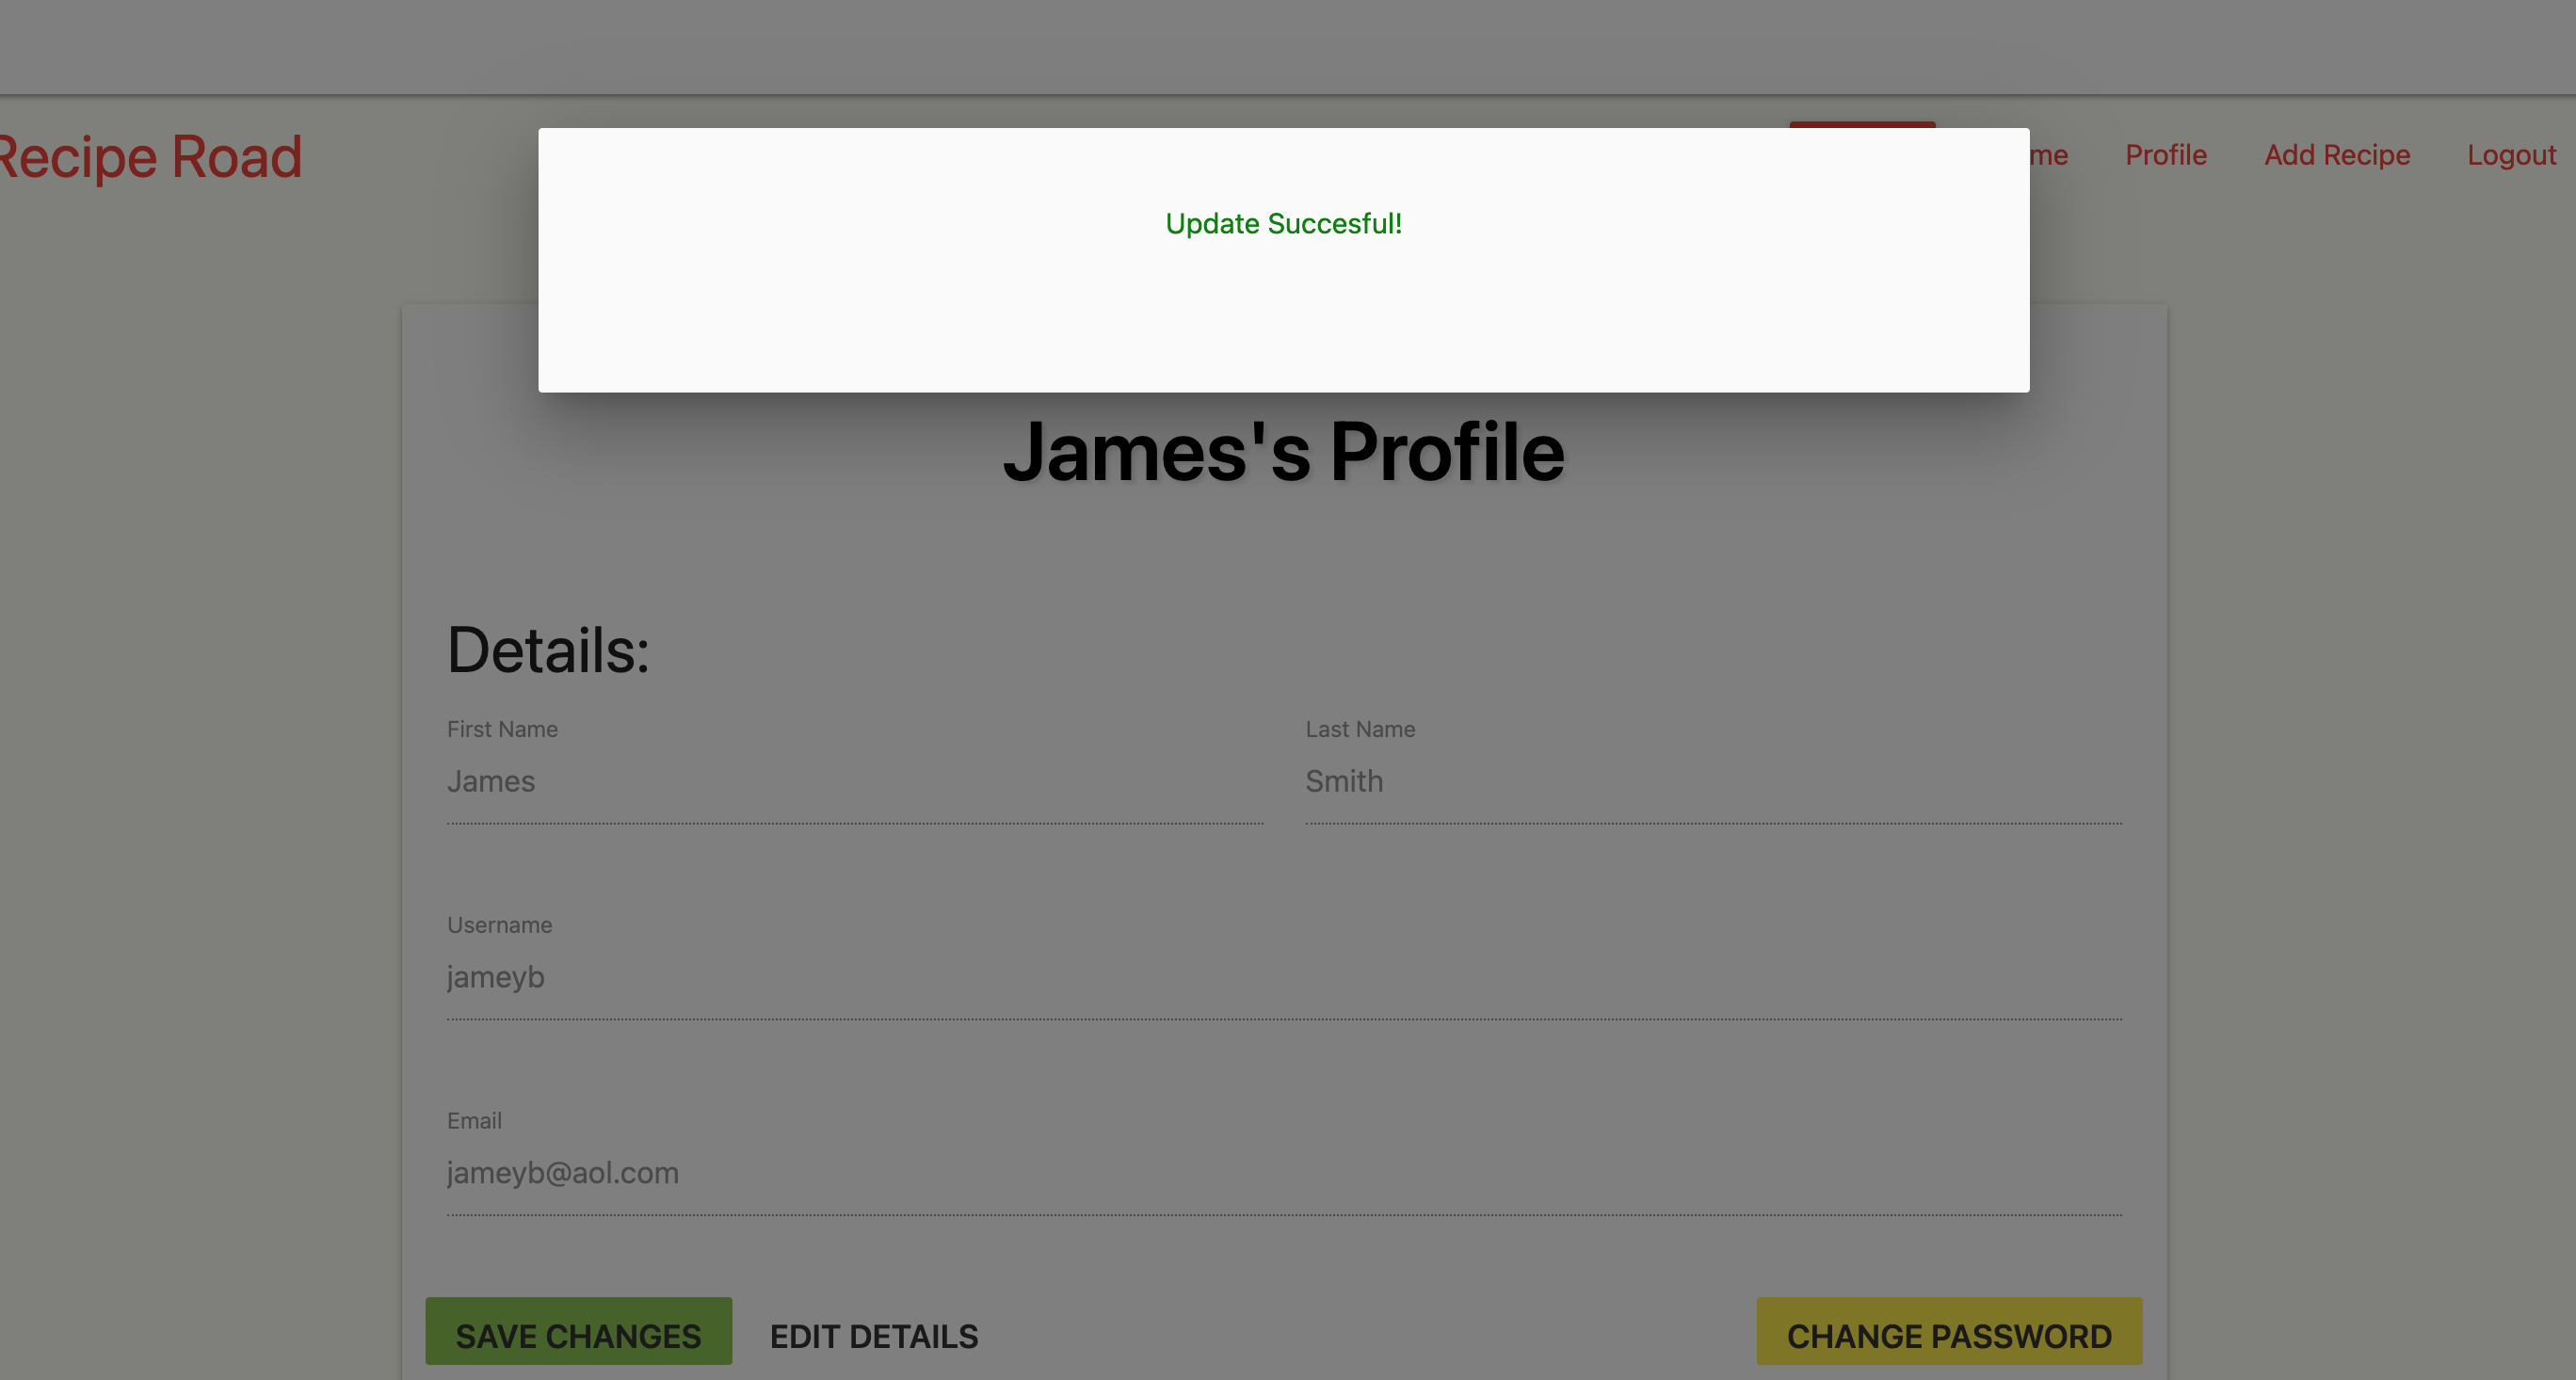 Recipe Road
me Profile Add Recipe Logout
Update Succesful!
James's Profile
Details:
First Name Last Name
James Smith
Username
jameyb
Email
jameyb@aol.com
SAVE CHANGES EDIT DETAILS CHANGE PASSWORD